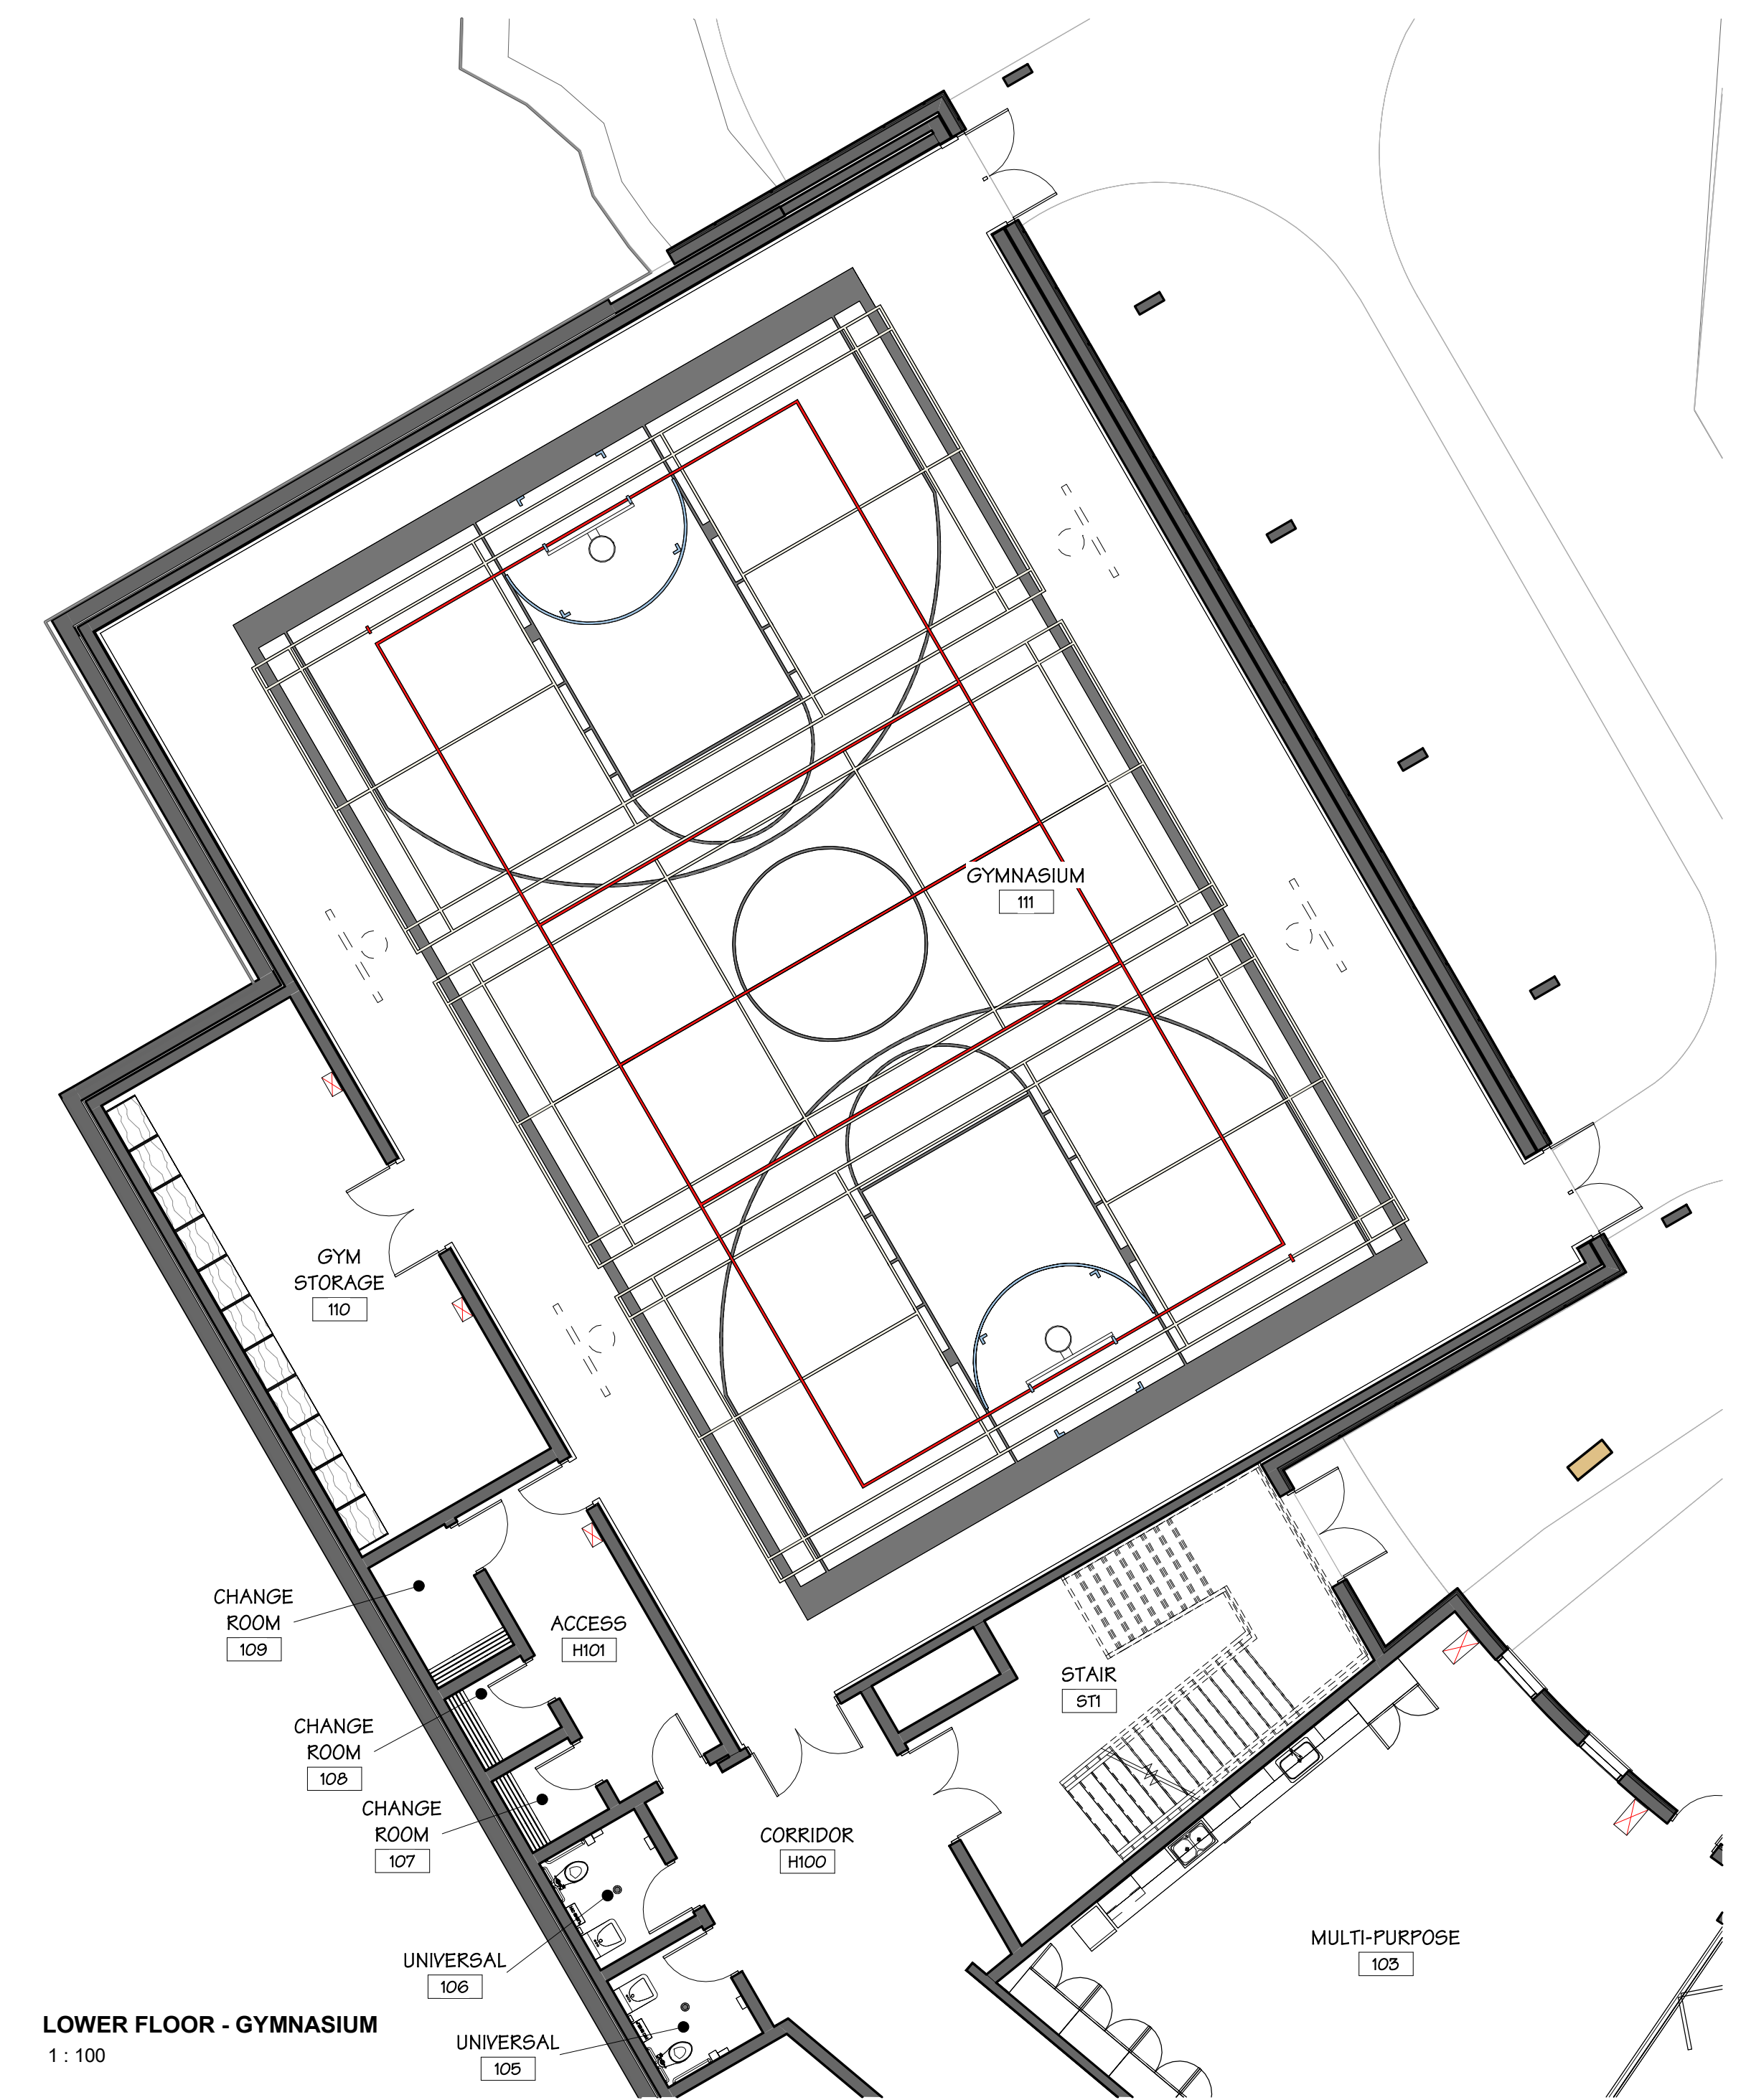 GYMNASIUM
111
GYM
STORAGE
110
CHANGE
ROOM
109
ACCESS
H101
STAIR
ST1
CHANGE
ROOM
108
CHANGE
ROOM
107
CORRIDOR
H100
MULTI-PURPOSE
103
UNIVERSAL
106
UNIVERSAL
105
LOWER FLOOR - GYMNASIUM
1 : 100